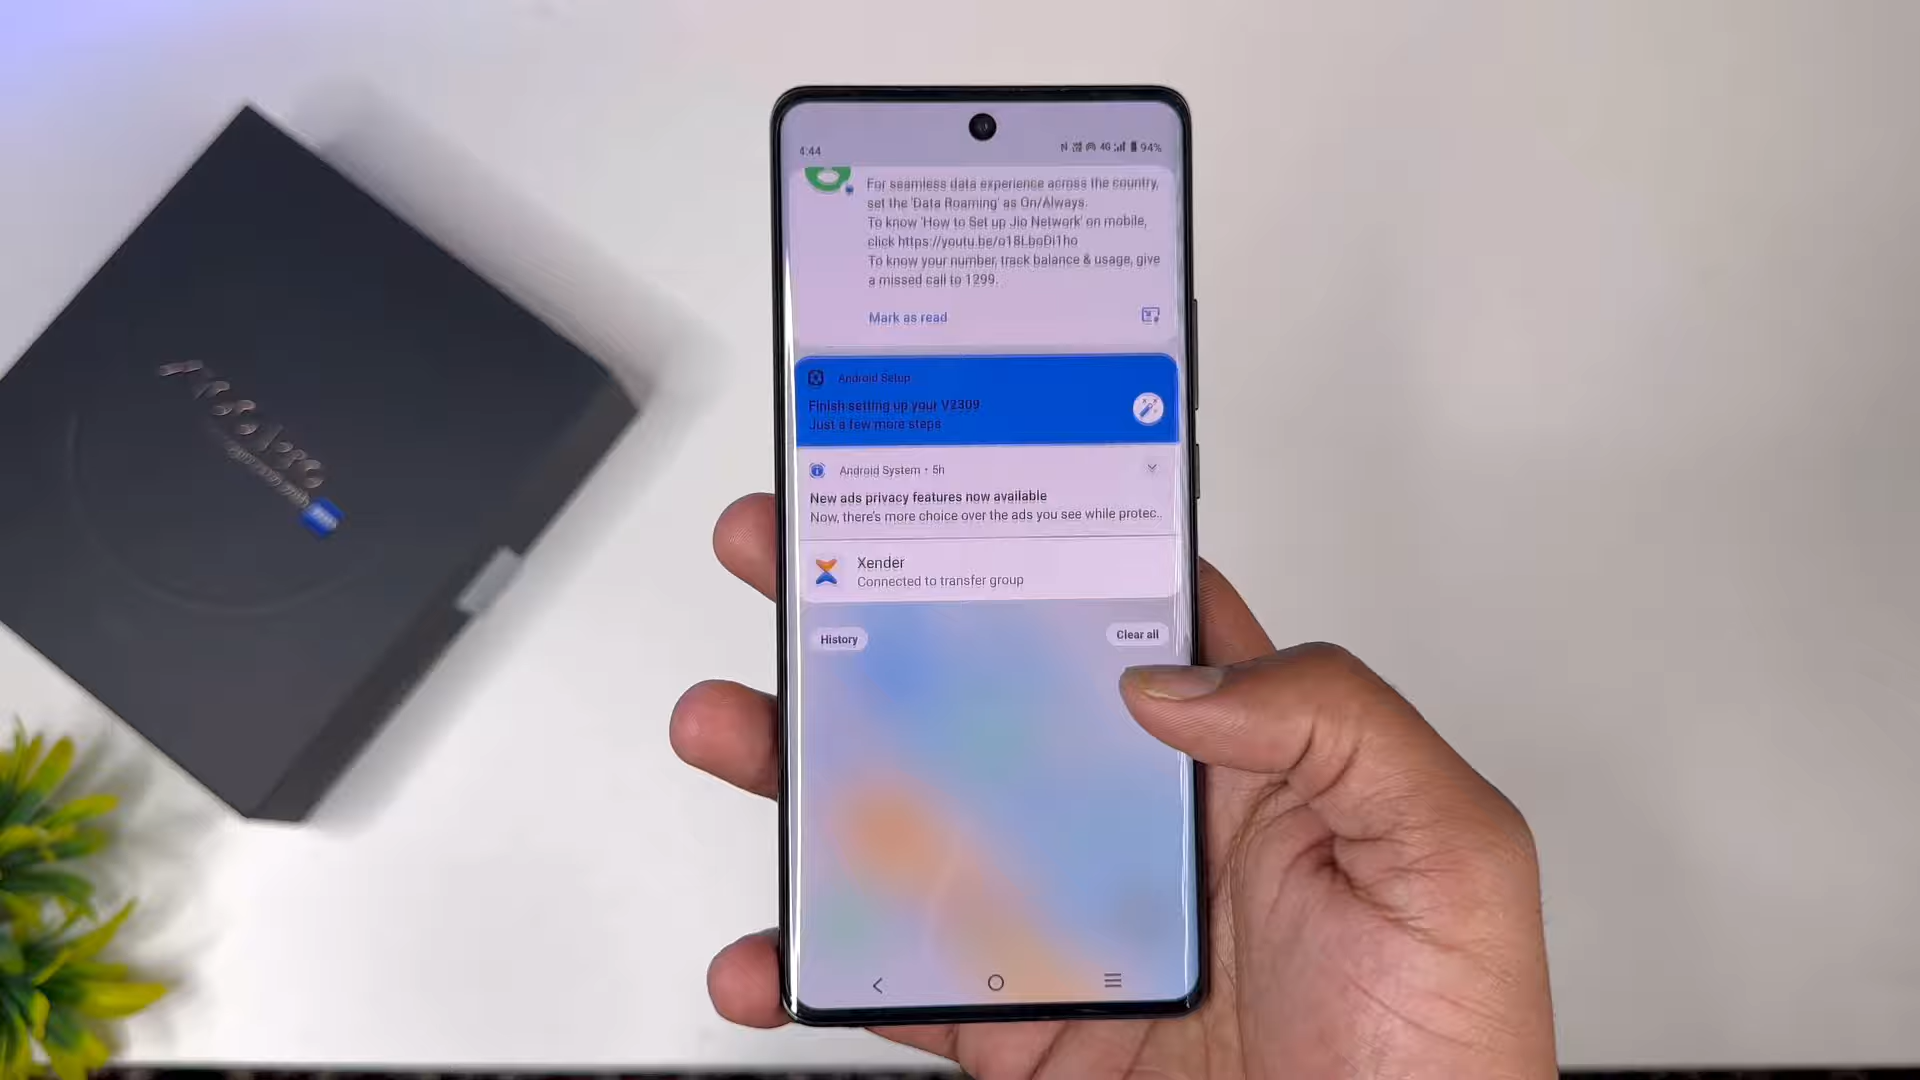 4:44
4G 94%
For seamless data experience across the country,
set the 'Data Roaming' as On/Always.
To know 'How to Set up Jio Network' on mobile,
click https://youtu.be/o18LboDi1ho
To know your number, track balance & usage, give
a missed call to 1299.
Mark as read
Android Setup
Finish setting up your V2309
Just a few more steps
Android System • 5h
New ads privacy features now available
Now, there's more choice over the ads you see while protec..
Xender
Connected to transfer group
History
Clear all